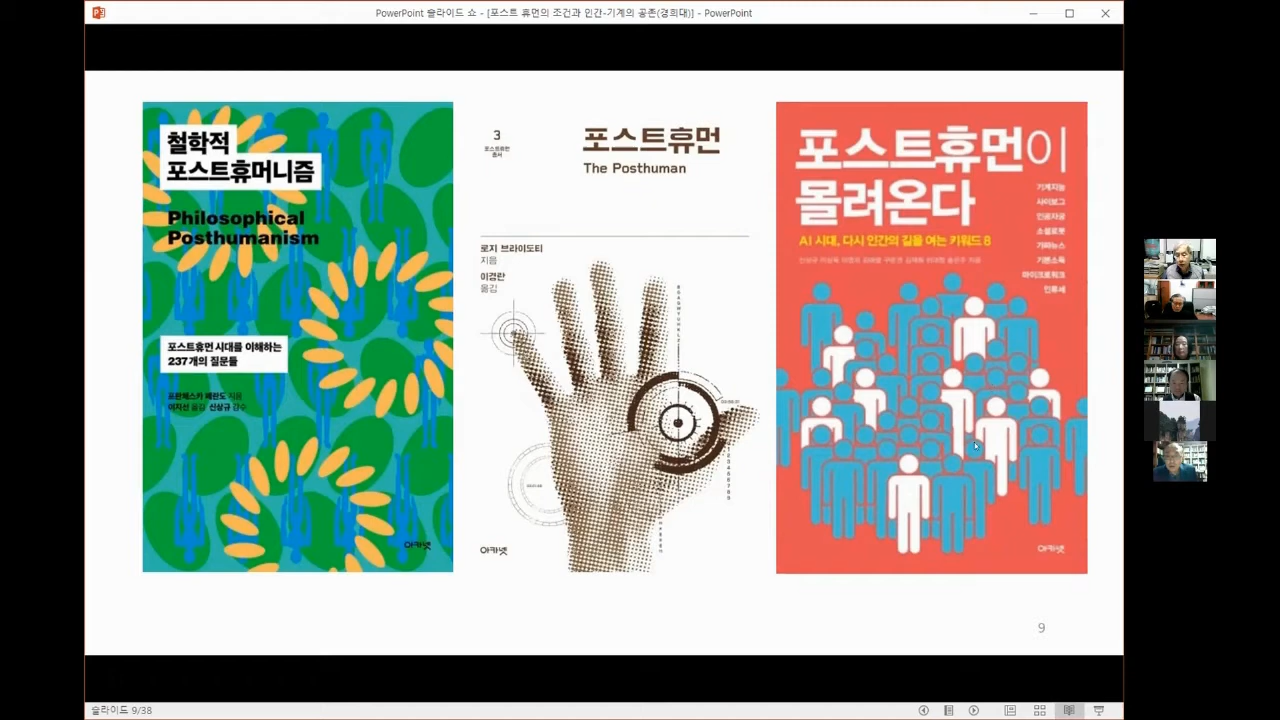 PowerPoint 슬라이드 쇼 - [포스트 휴먼의 조건과 인간-기계의 공존(경희대)] - PowerPoint
철학적
포스트휴머니즘
Philosophical
Posthumanism
포스트휴먼 시대를 이해하는
237개의 질문들
프란체스카 페란도 지음
이지선 옮김 신상규 감수
아카넷
3
포스트휴먼
총서
포스트휴먼
The Posthuman
로지 브라이도티
지음
이경란
옮김
아카넷
포스트휴먼이
몰려온다
AI 시대, 다시 인간의 길을 여는 키워드 8
기계지능
사이보그
인공자궁
소셜로봇
가짜뉴스
기본소득
마이크로워크
인류세
아카넷
9
슬라이드 9/38